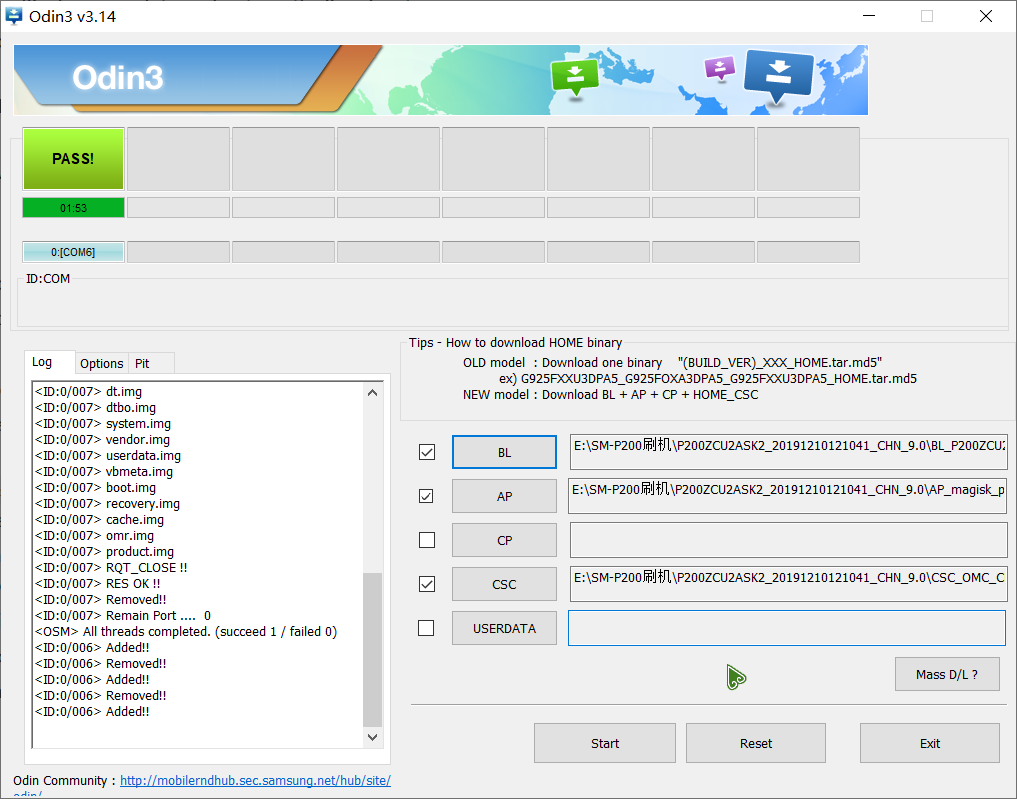 Odin3 v3.14
Odin3
PASS!
01:53
0:[COM6]
ID:COM
Log
Options
Pit
<ID:0/007> dt.img
<ID:0/007> dtbo.img
<ID:0/007> system.img
<ID:0/007> vendor.img
<ID:0/007> userdata.img
<ID:0/007> vbmeta.img
<ID:0/007> boot.img
<ID:0/007> recovery.img
<ID:0/007> cache.img
<ID:0/007> omr.img
<ID:0/007> product.img
<ID:0/007> RQT_CLOSE !!
<ID:0/007> RES OK !!
<ID:0/007> Removed!!
<ID:0/007> Remain Port ....  0
<OSM> All threads completed. (succeed 1 / failed 0)
<ID:0/006> Added!!
<ID:0/006> Removed!!
<ID:0/006> Added!!
<ID:0/006> Removed!!
<ID:0/006> Added!!
Tips - How to download HOME binary
OLD model : Download one binary "(BUILD_VER)_XXX_HOME.tar.md5"
ex) G925FXXU3DPA5_G925FOXA3DPA5_G925FXXU3DPA5_HOME.tar.md5
NEW model : Download BL + AP + CP + HOME_CSC
BL E:\SM-P200刷机\P200ZCU2ASK2_20191210121041_CHN_9.0\BL_P200ZCU2
AP E:\SM-P200刷机\P200ZCU2ASK2_20191210121041_CHN_9.0\AP_magisk_p
CP
CSC E:\SM-P200刷机\P200ZCU2ASK2_20191210121041_CHN_9.0\CSC_OMC_C
USERDATA
Mass D/L ?
Start Reset Exit
Odin Community : http://mobilerndhub.sec.samsung.net/hub/site/
odin/